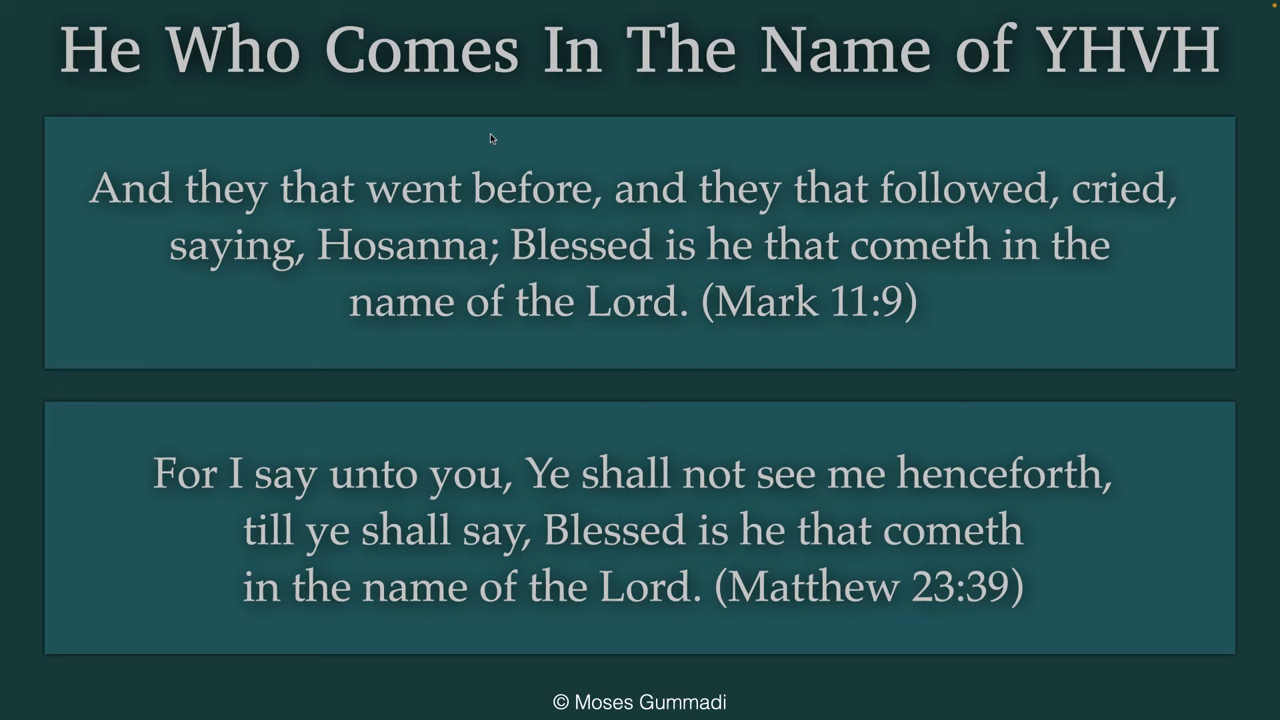 He Who Comes In The Name of YHVH
And they that went before, and they that followed, cried,
saying, Hosanna; Blessed is he that cometh in the
name of the Lord. (Mark 11:9)
For I say unto you, Ye shall not see me henceforth,
till ye shall say, Blessed is he that cometh
in the name of the Lord. (Matthew 23:39)
© Moses Gummadi